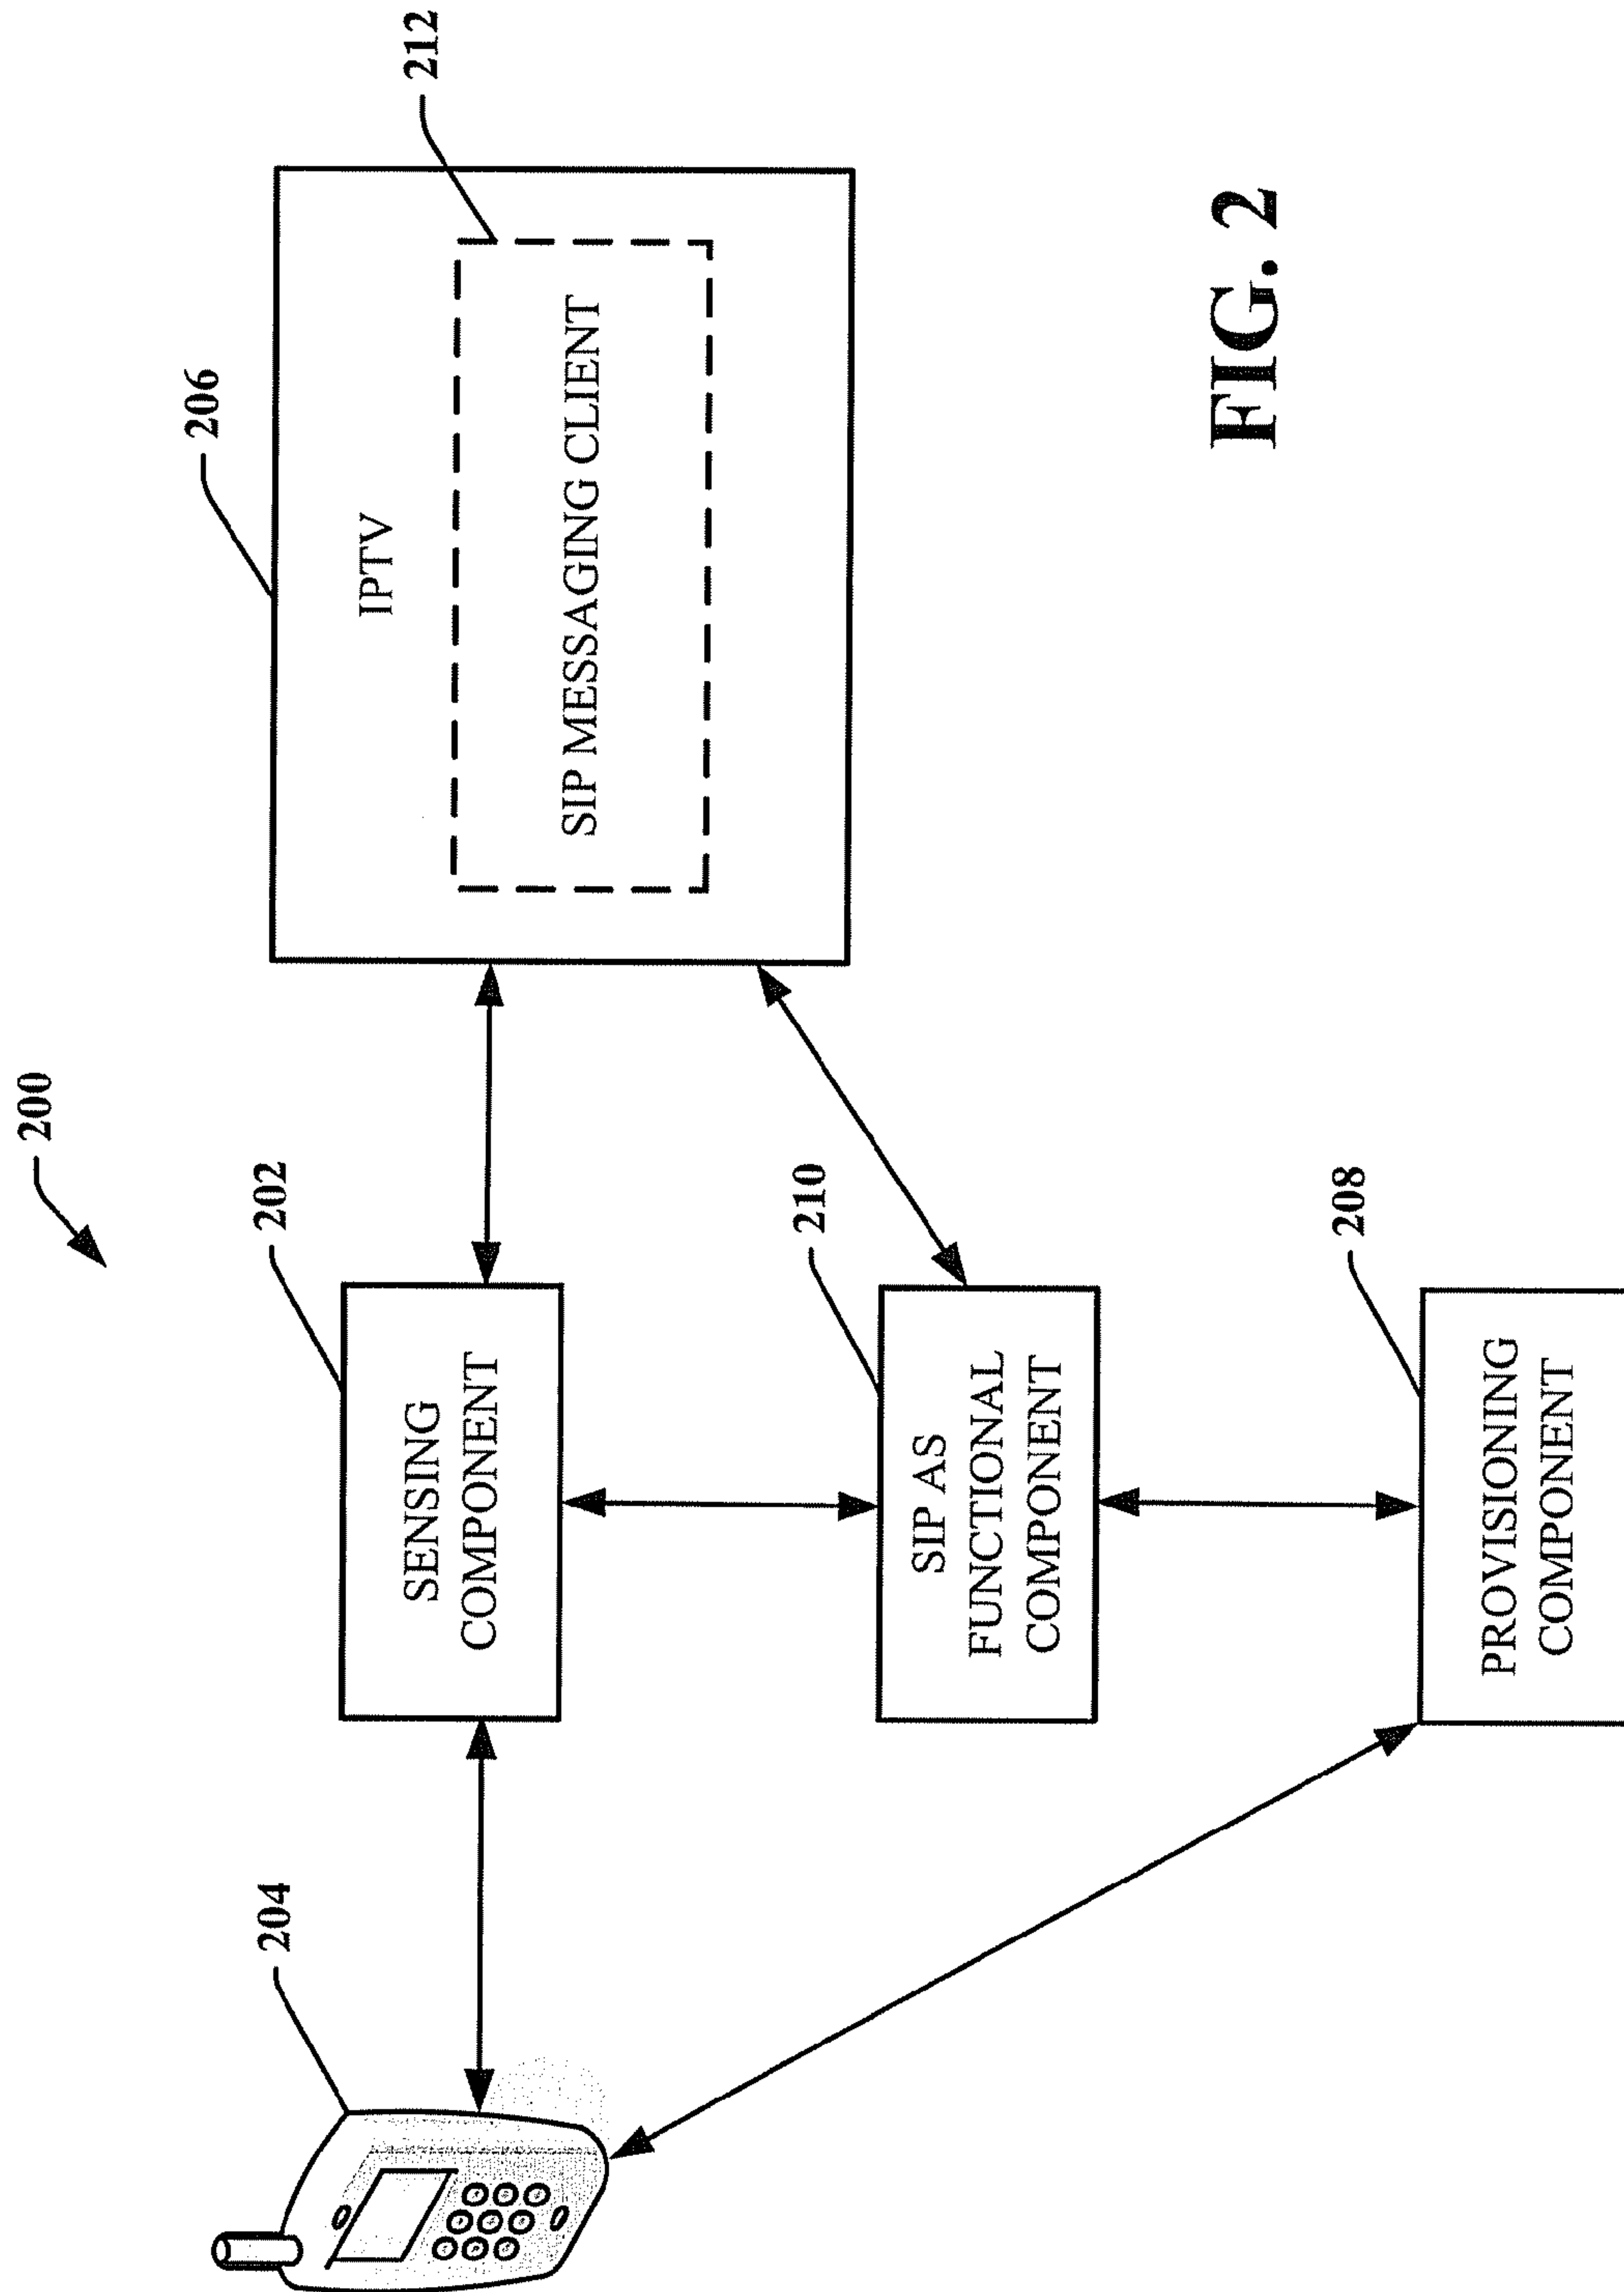 200
204
202
206
SENSING
COMPONENT
IPTV
212
SIP MESSAGING CLIENT
210
SIP AS
FUNCTIONAL
COMPONENT
208
PROVISIONING
COMPONENT
FIG. 2